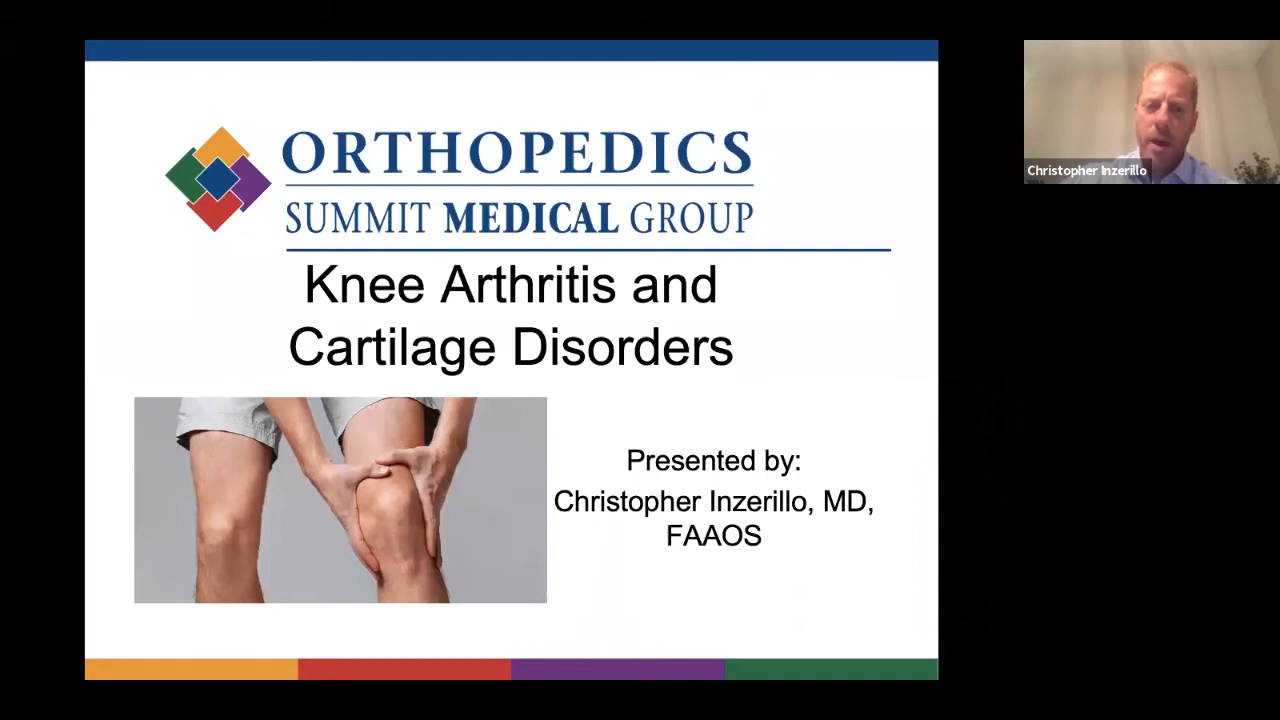 ORTHOPEDICS
SUMMIT MEDICAL GROUP
Knee Arthritis and
Cartilage Disorders
Presented by:
Christopher Inzerillo, MD,
FAAOS
Christopher Inzerillo